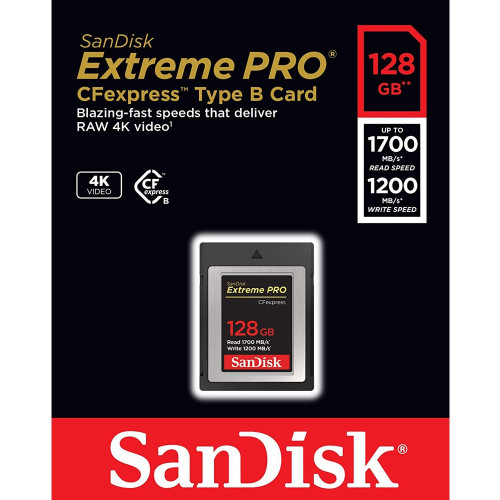 SanDisk
Extreme PRO®
CFexpress™ Type B Card
Blazing-fast speeds that deliver
RAW 4K video¹
128
GB**
UP TO
1700
MB/s*
READ SPEED
1200
MB/s*
WRITE SPEED
4K
VIDEO
CF
express
B
SanDisk
Extreme PRO
CFexpress
128GB
Read 1700 MB/s*
Write 1200 MB/s*
SanDisk
SanDisk®